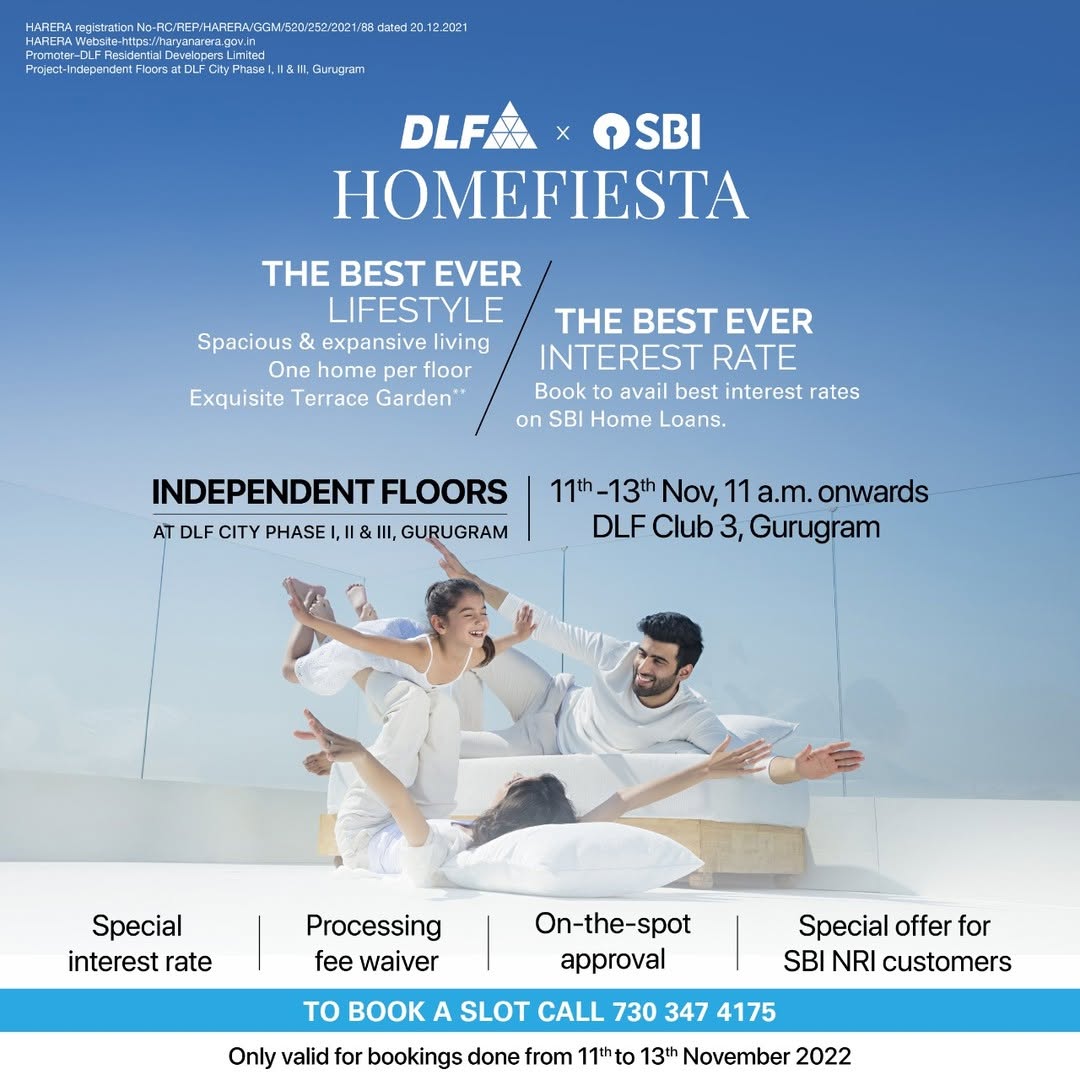 HARERA registration No-RC/REP/HARERA/GGM/520/252/2021/88 dated 20.12.2021
HARERA Website-https://haryanarera.gov.in
Promoter–DLF Residential Developers Limited
Project-Independent Floors at DLF City Phase I, II & III, Gurugram
DLF x SBI
HOMEFIESTA
THE BEST EVER
LIFESTYLE
Spacious & expansive living
One home per floor
Exquisite Terrace Garden**
THE BEST EVER
INTEREST RATE
Book to avail best interest rates
on SBI Home Loans.
INDEPENDENT FLOORS
AT DLF CITY PHASE I, II & III, GURUGRAM
11th -13th Nov, 11 a.m. onwards
DLF Club 3, Gurugram
Special
interest rate
Processing
fee waiver
On-the-spot
approval
Special offer for
SBI NRI customers
TO BOOK A SLOT CALL 730 347 4175
Only valid for bookings done from 11th to 13th November 2022